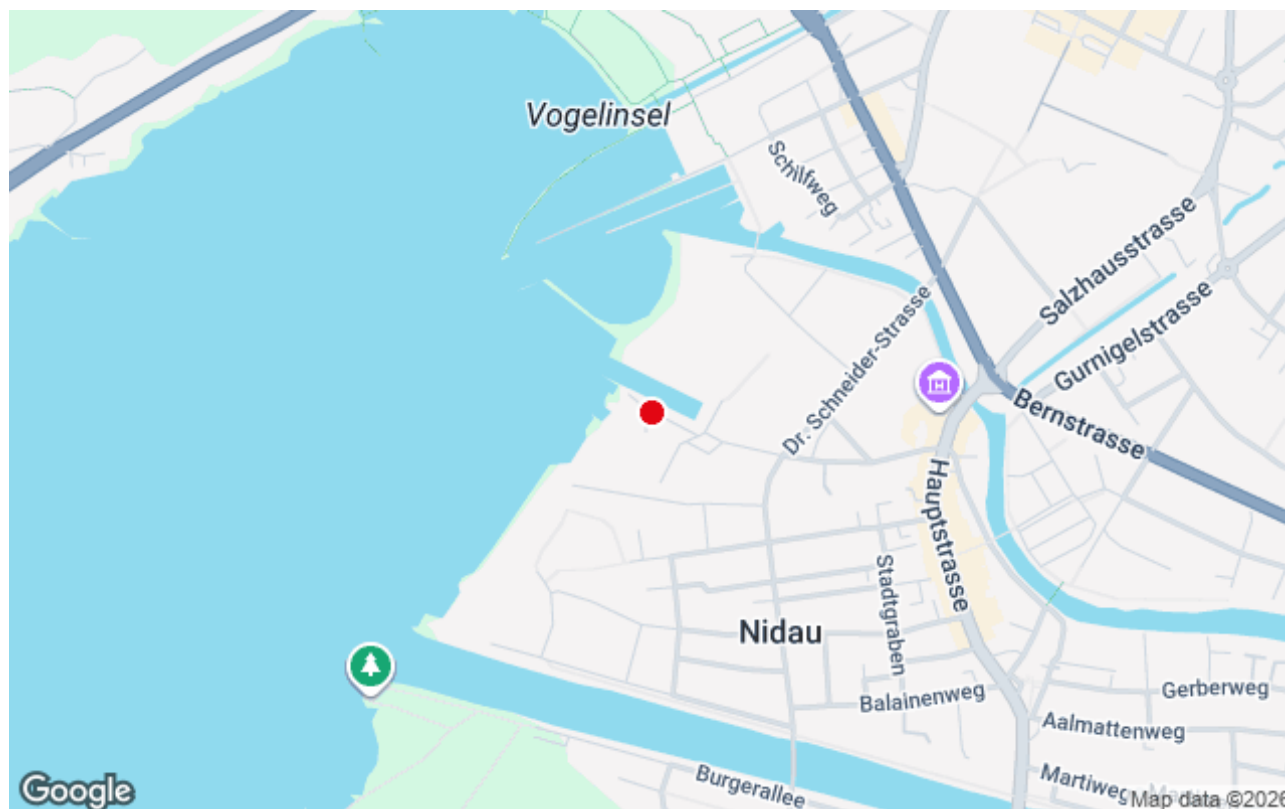 Vogelinsel
Schilfweg
Salzhausstrasse
Gurnigelstrasse
Dr. Schneider-Strasse
Bernstrasse
Hauptstrasse
Stadtgraben
Nidau
Balainenweg
Gerberweg
Aalmattenweg
Martiweg
Burgerallee
Google
Map data ©2026